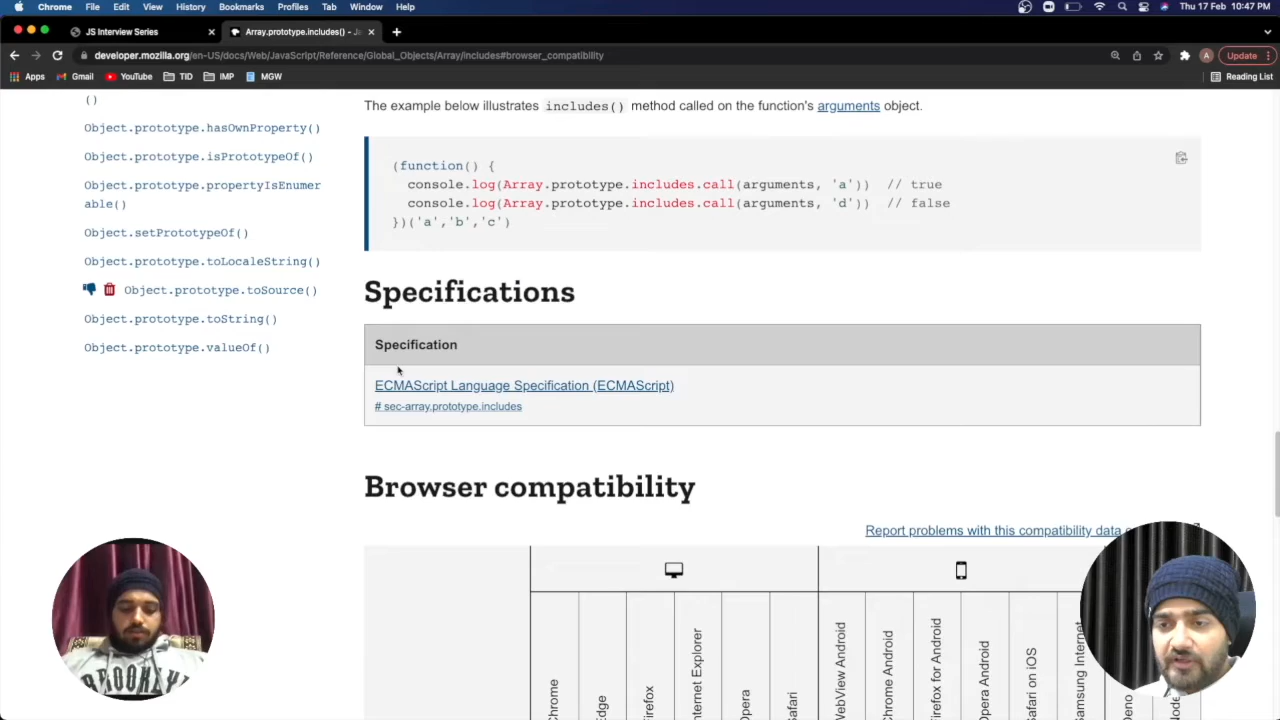 Chrome File Edit View History Bookmarks Profiles Tab Window Help Thu 17 Feb 10:47 PM
JS Interview Series
Array.prototype.includes() - Ja
developer.mozilla.org/en-US/docs/Web/JavaScript/Reference/Global_Objects/Array/includes#browser_compatibility
A
Update
Apps Gmail YouTube TID IMP MGW Reading List
()
Object.prototype.hasOwnProperty()
Object.prototype.isPrototypeOf()
Object.prototype.propertyIsEnumer
able()
Object.setPrototypeOf()
Object.prototype.toLocaleString()
Object.prototype.toSource()
Object.prototype.toString()
Object.prototype.valueOf()
The example below illustrates includes() method called on the function's arguments object.
(function() {
console.log(Array.prototype.includes.call(arguments, 'a')) // true
console.log(Array.prototype.includes.call(arguments, 'd')) // false
})('a','b','c')
Specifications
Specification
ECMAScript Language Specification (ECMAScript)
# sec-array.prototype.includes
Browser compatibility
Report problems with this compatibility data
Chrome
Edge
Firefox
Internet Explorer
Opera
Safari
WebView Android
Chrome Android
Firefox for Android
Opera Android
Safari on iOS
Samsung Internet
BROOKLY